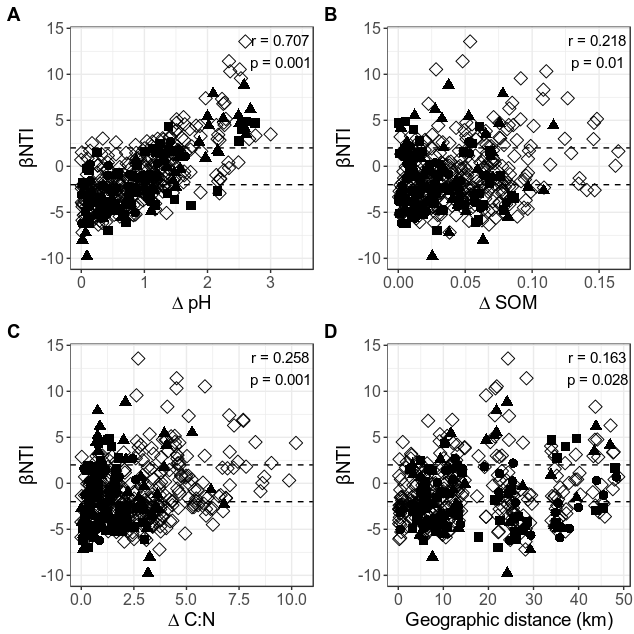 A
B
15
10
5
0
-5
-10
βNTI
r = 0.707
p = 0.001
0
1
2
3
Δ pH
15
10
5
0
-5
-10
βNTI
r = 0.218
p = 0.01
0.00
0.05
0.10
0.15
Δ SOM
C
D
15
10
5
0
-5
-10
βNTI
r = 0.258
p = 0.001
0.0
2.5
5.0
7.5
10.0
Δ C:N
15
10
5
0
-5
-10
βNTI
r = 0.163
p = 0.028
0
10
20
30
40
50
Geographic distance (km)